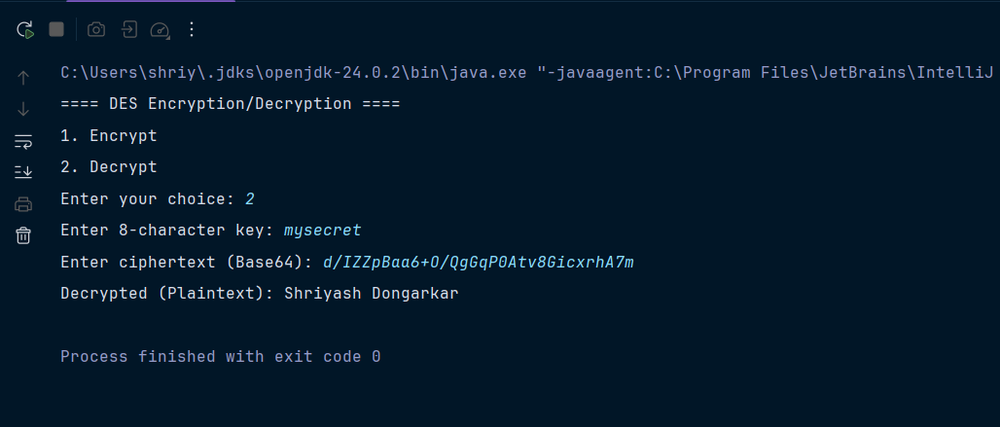 C:\Users\shriy\.jdks\openjdk-24.0.2\bin\java.exe "-javaagent:C:\Program Files\JetBrains\IntelliJ
==== DES Encryption/Decryption ====
1. Encrypt
2. Decrypt
Enter your choice: 2
Enter 8-character key: mysecret
Enter ciphertext (Base64): d/IZZpBaa6+O/QgGqP0Atv8GicxrhA7m
Decrypted (Plaintext): Shriyash Dongarkar
Process finished with exit code 0